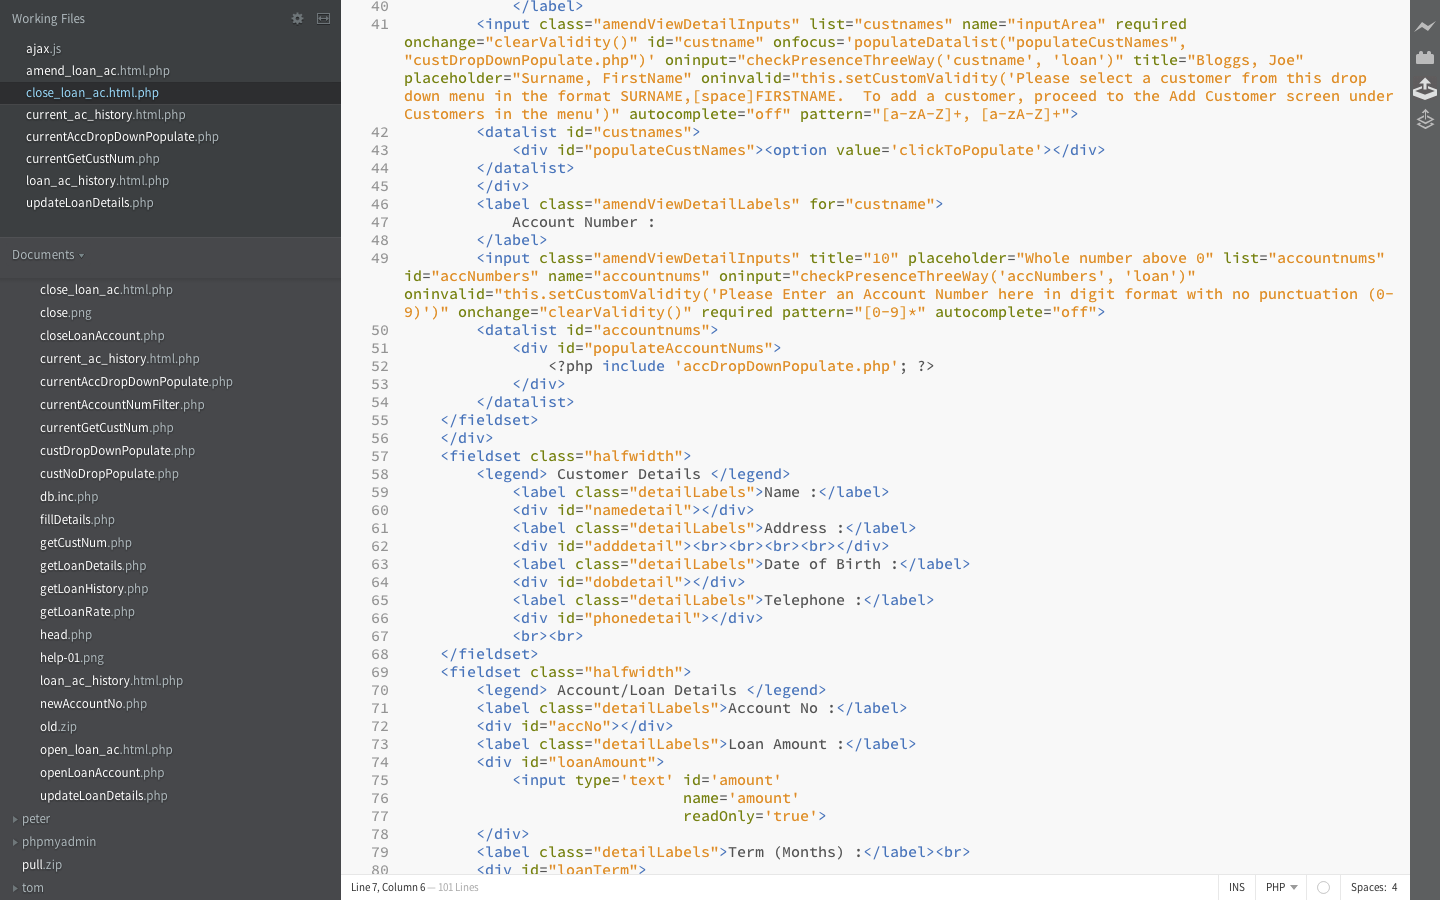 Working Files
ajax.js
amend_loan_ac.html.php
close_loan_ac.html.php
current_ac_history.html.php
currentAccDropDownPopulate.php
currentGetCustNum.php
loan_ac_history.html.php
updateLoanDetails.php
Documents
close_loan_ac.html.php
close.png
closeLoanAccount.php
current_ac_history.html.php
currentAccDropDownPopulate.php
currentAccountNumFilter.php
currentGetCustNum.php
custDropDownPopulate.php
custNoDropPopulate.php
db.inc.php
fillDetails.php
getCustNum.php
getLoanDetails.php
getLoanHistory.php
getLoanRate.php
head.php
help-01.png
loan_ac_history.html.php
newAccountNo.php
old.zip
open_loan_ac.html.php
openLoanAccount.php
updateLoanDetails.php
peter
phpmyadmin
pull.zip
tom
40 </label>
41 <input class="amendViewDetailInputs" list="custnames" name="inputArea" required
onchange="clearValidity()" id="custname" onfocus='populateDatalist("populateCustNames",
"custDropDownPopulate.php")' oninput="checkPresenceThreeWay('custname', 'loan')" title="Bloggs, Joe"
placeholder="Surname, FirstName" oninvalid="this.setCustomValidity('Please select a customer from this drop
down menu in the format SURNAME,[space]FIRSTNAME.  To add a customer, proceed to the Add Customer screen under
Customers in the menu')" autocomplete="off" pattern="[a-zA-Z]+, [a-zA-Z]+">
42 <datalist id="custnames">
43 <div id="populateCustNames"><option value='clickToPopulate'></div>
44 </datalist>
45 </div>
46 <label class="amendViewDetailLabels" for="custname">
47 Account Number :
48 </label>
49 <input class="amendViewDetailInputs" title="10" placeholder="Whole number above 0" list="accountnums"
id="accNumbers" name="accountnums" oninput="checkPresenceThreeWay('accNumbers', 'loan')"
oninvalid="this.setCustomValidity('Please Enter an Account Number here in digit format with no punctuation (0-
9)')" onchange="clearValidity()" required pattern="[0-9]*" autocomplete="off">
50 <datalist id="accountnums">
51 <div id="populateAccountNums">
52 <?php include 'accDropDownPopulate.php'; ?>
53 </div>
54 </datalist>
55 </fieldset>
56 </div>
57 <fieldset class="halfwidth">
58 <legend> Customer Details </legend>
59 <label class="detailLabels">Name :</label>
60 <div id="namedetail"></div>
61 <label class="detailLabels">Address :</label>
62 <div id="adddetail"><br><br><br><br></div>
63 <label class="detailLabels">Date of Birth :</label>
64 <div id="dobdetail"></div>
65 <label class="detailLabels">Telephone :</label>
66 <div id="phonedetail"></div>
67 <br><br>
68 </fieldset>
69 <fieldset class="halfwidth">
70 <legend> Account/Loan Details </legend>
71 <label class="detailLabels">Account No :</label>
72 <div id="accNo"></div>
73 <label class="detailLabels">Loan Amount :</label>
74 <div id="loanAmount">
75 <input type='text' id='amount'
76 name='amount'
77 readOnly='true'>
78 </div>
79 <label class="detailLabels">Term (Months) :</label><br>
80 <div id="loanTerm">
Line 7, Column 6 — 101 Lines
INS
PHP
Spaces: 4